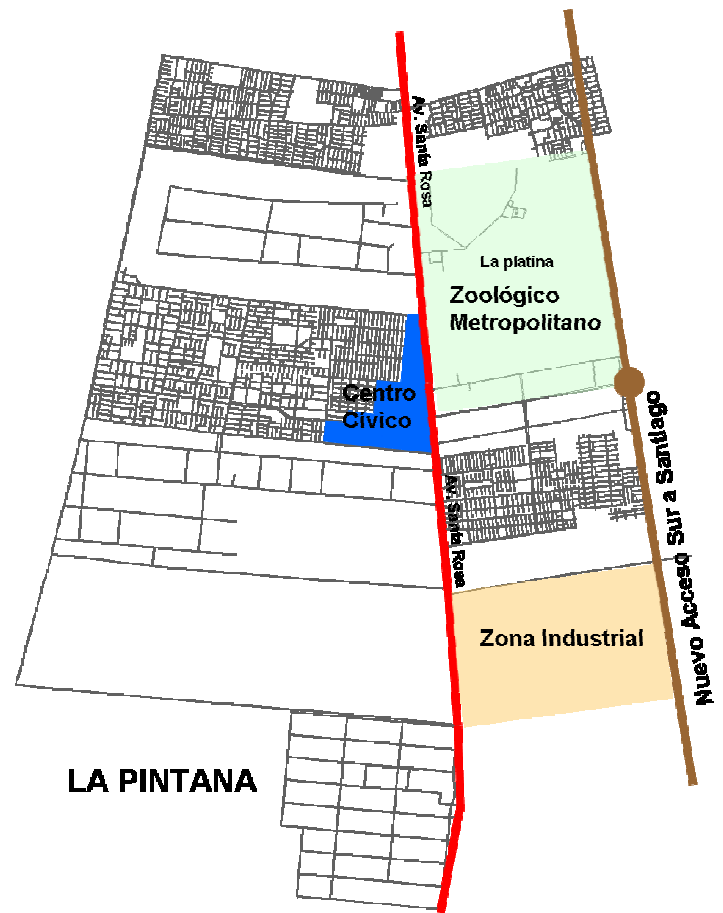 Av. Santa Rosa
La platina
Zoológico
Metropolitano
Centro
Cívico
Nuevo Acceso Sur a Santiago
Av. Santa Rosa
Zona Industrial
LA PINTANA